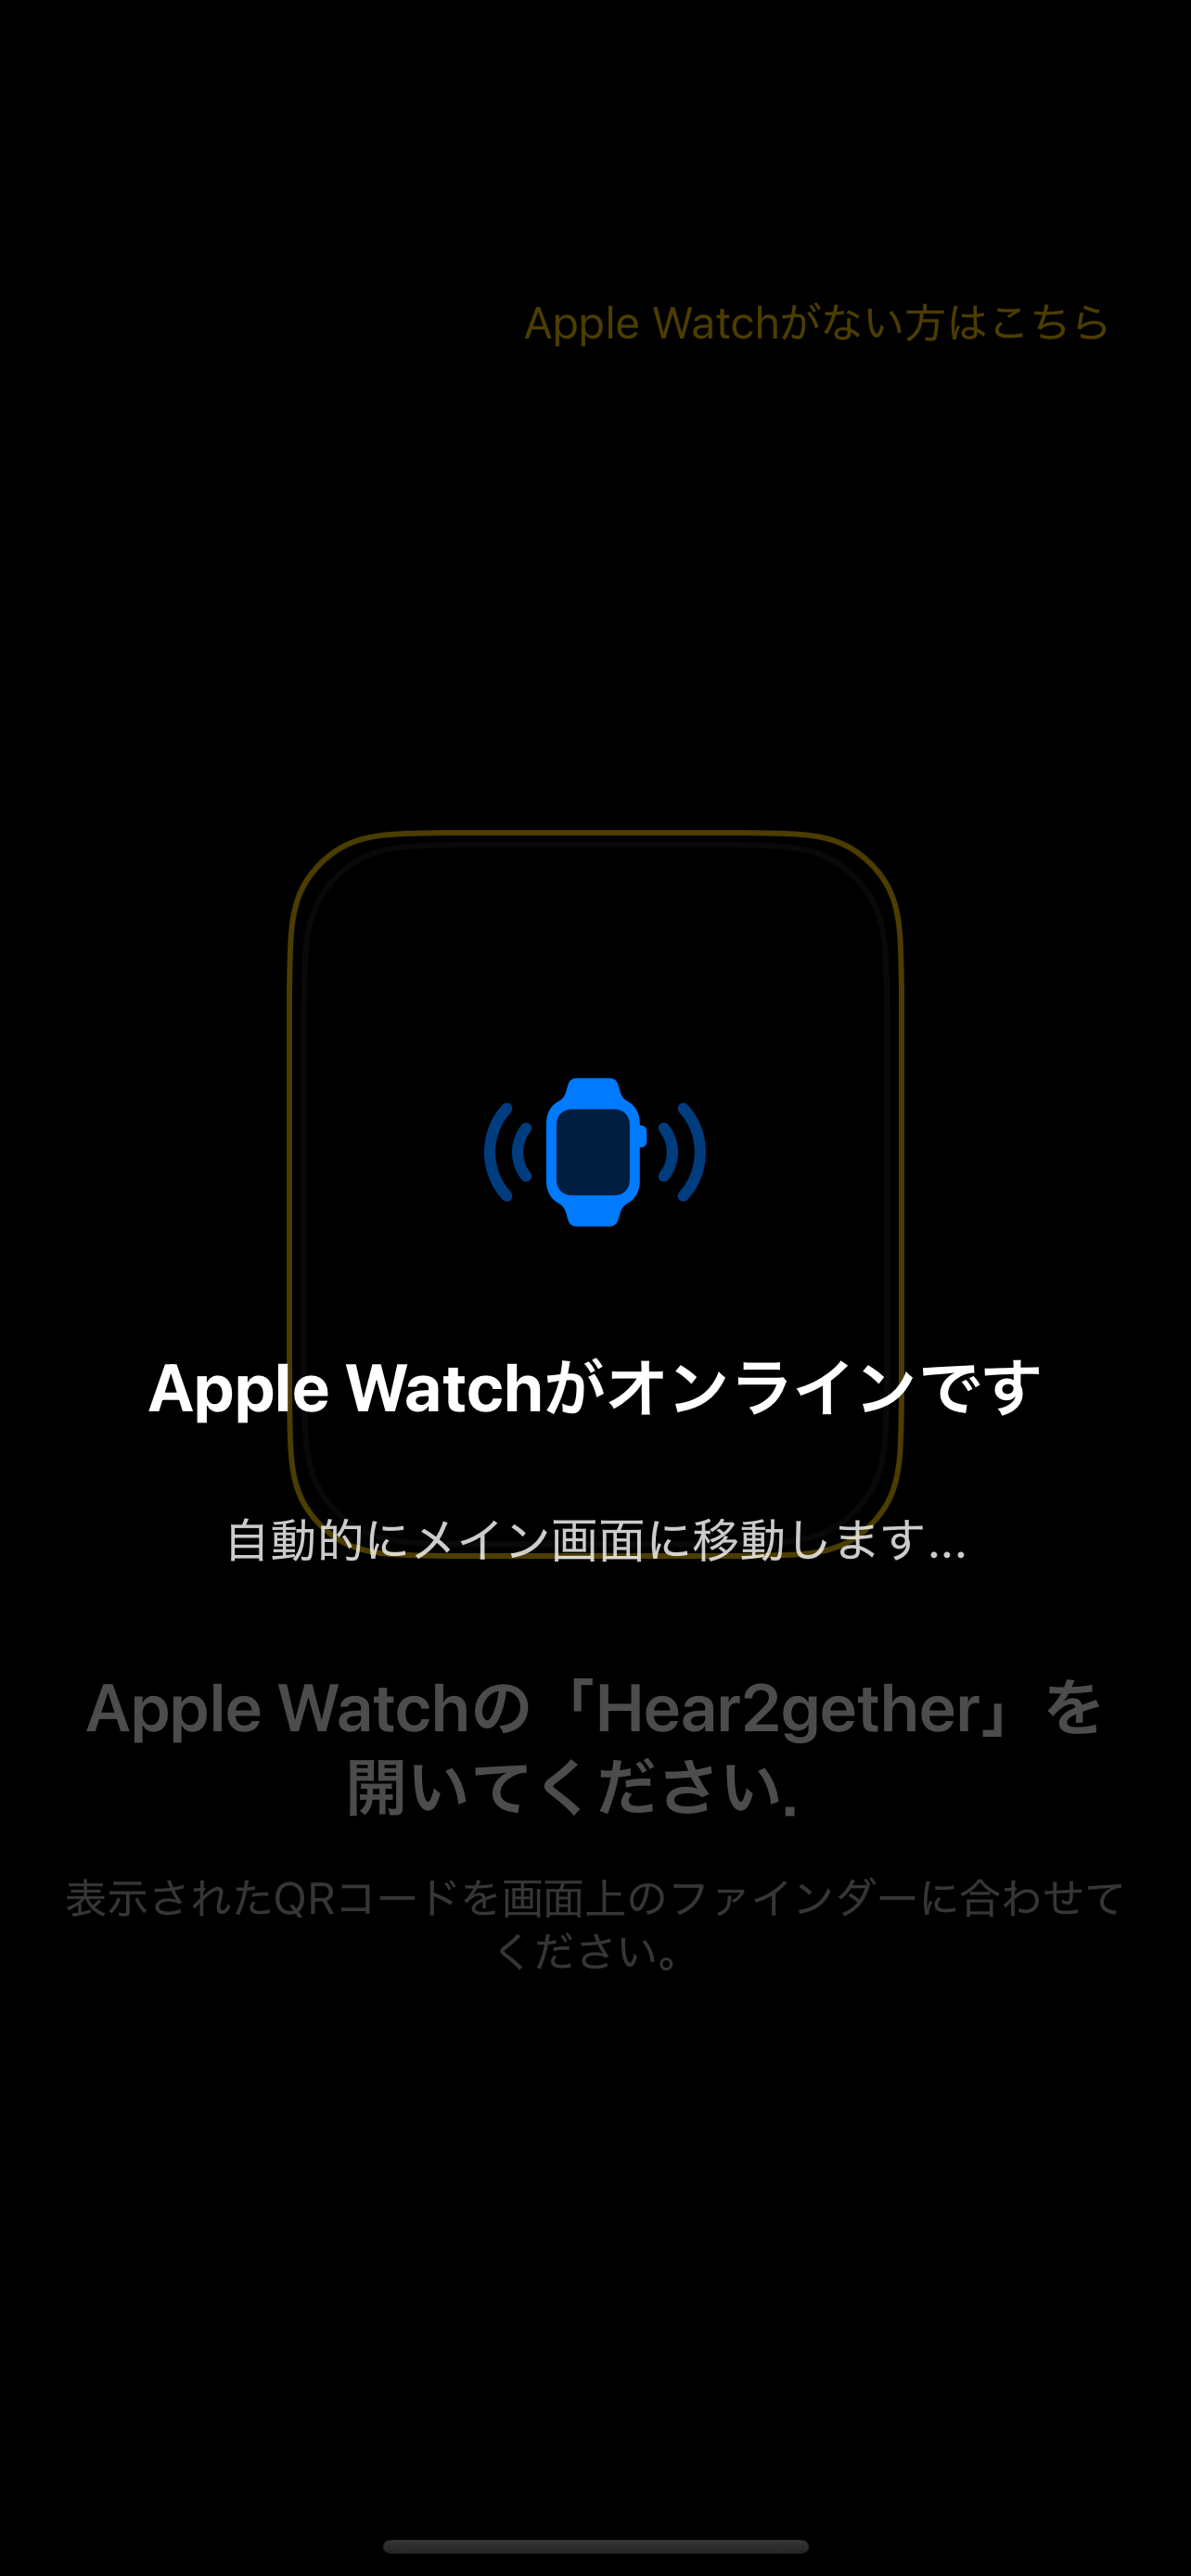 Apple Watchがない方はこちら
Apple Watchがオンラインです
自動的にメイン画面に移動します...
Apple Watchの「Hear2gether」を
開いてください.
表示されたQRコードを画面上のファインダーに合わせて
ください。